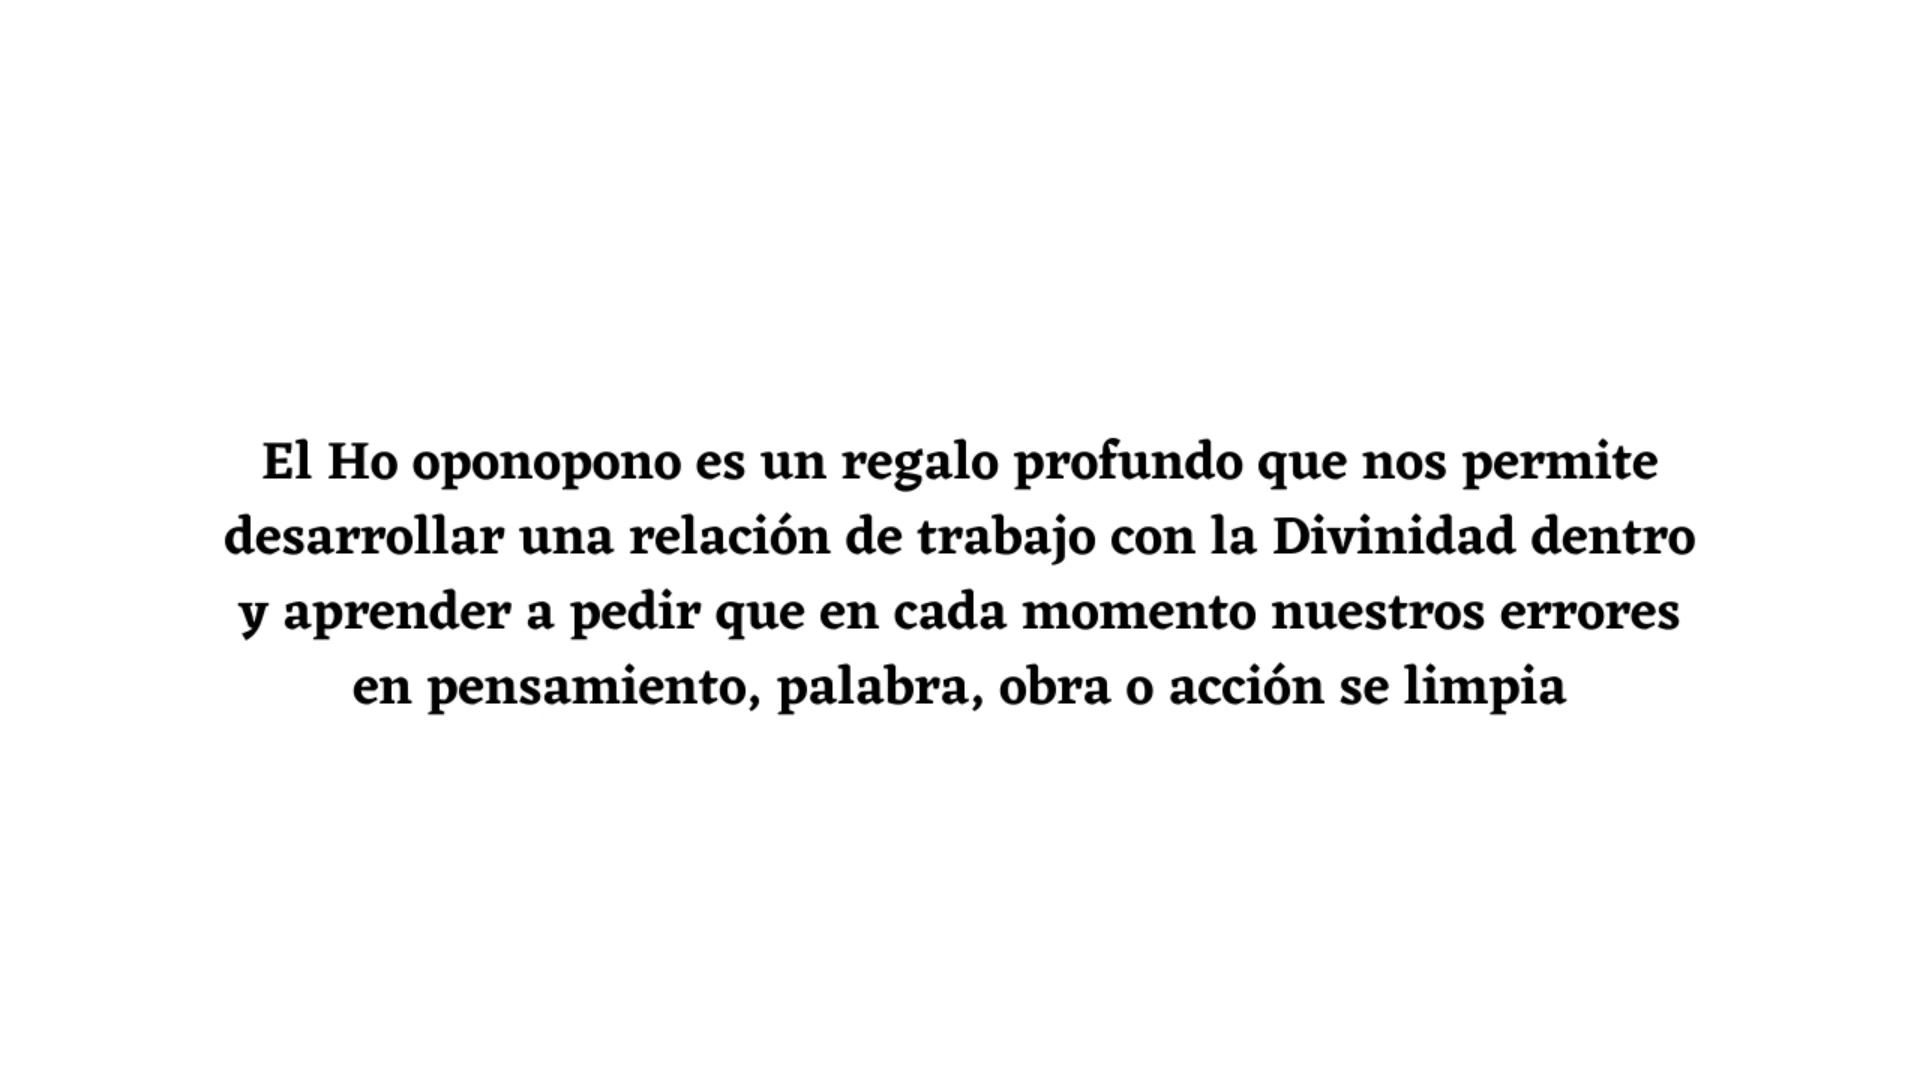 El Ho oponopono es un regalo profundo que nos permite
desarrollar una relación de trabajo con la Divinidad dentro
y aprender a pedir que en cada momento nuestros errores
en pensamiento, palabra, obra o acción se limpia